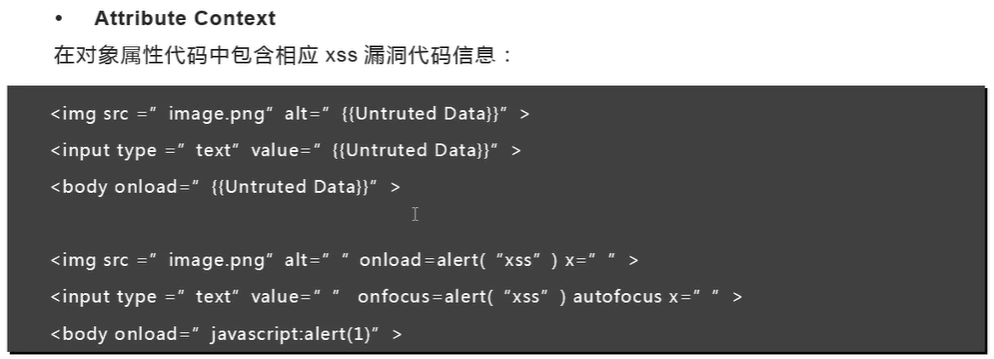 • Attribute Context
在对象属性代码中包含相应 xss 漏洞代码信息：
<img src =” image.png” alt=” {{Untruted Data}}” >
<input type =” text” value=” {{Untruted Data}}” >
<body onload=” {{Untruted Data}}” >
<img src =” image.png” alt=” ” onload=alert( “xss” ) x=” ” >
<input type =” text” value=” ” onfocus=alert( “xss” ) autofocus x=” ” >
<body onload=” javascript:alert(1)” >